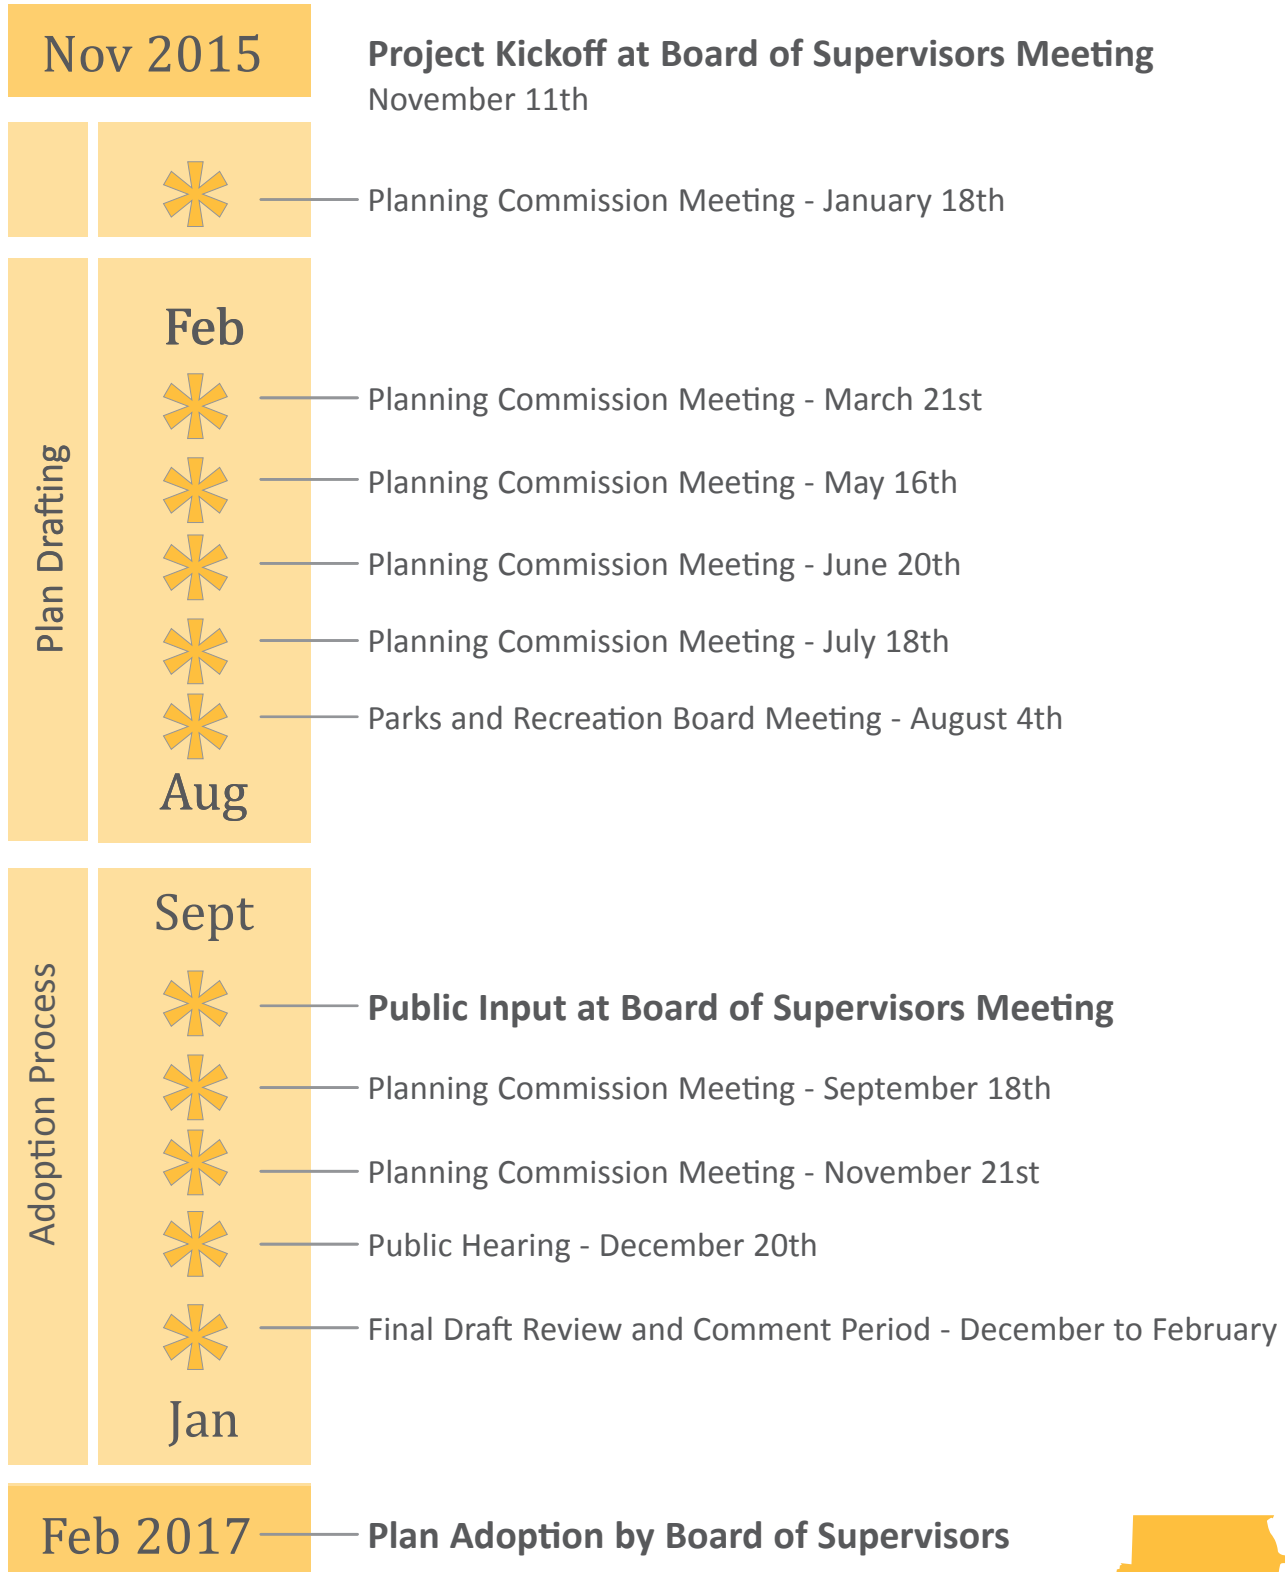 Nov 2015
Project Kickoff at Board of Supervisors Meeting
November 11th
Planning Commission Meeting - January 18th
Plan Drafting
Feb
Planning Commission Meeting - March 21st
Planning Commission Meeting - May 16th
Planning Commission Meeting - June 20th
Planning Commission Meeting - July 18th
Parks and Recreation Board Meeting - August 4th
Aug
Adoption Process
Sept
Public Input at Board of Supervisors Meeting
Planning Commission Meeting - September 18th
Planning Commission Meeting - November 21st
Public Hearing - December 20th
Final Draft Review and Comment Period - December to February
Jan
Feb 2017
Plan Adoption by Board of Supervisors